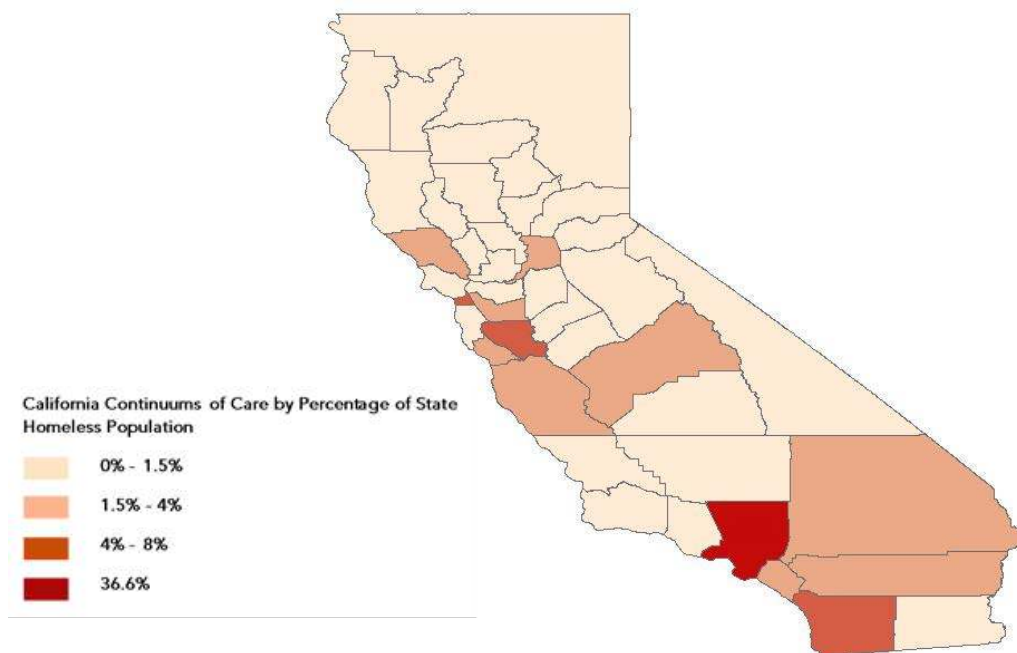 California Continuums of Care by Percentage of State
Homeless Population
0% - 1.5%
1.5% - 4%
4% - 8%
36.6%